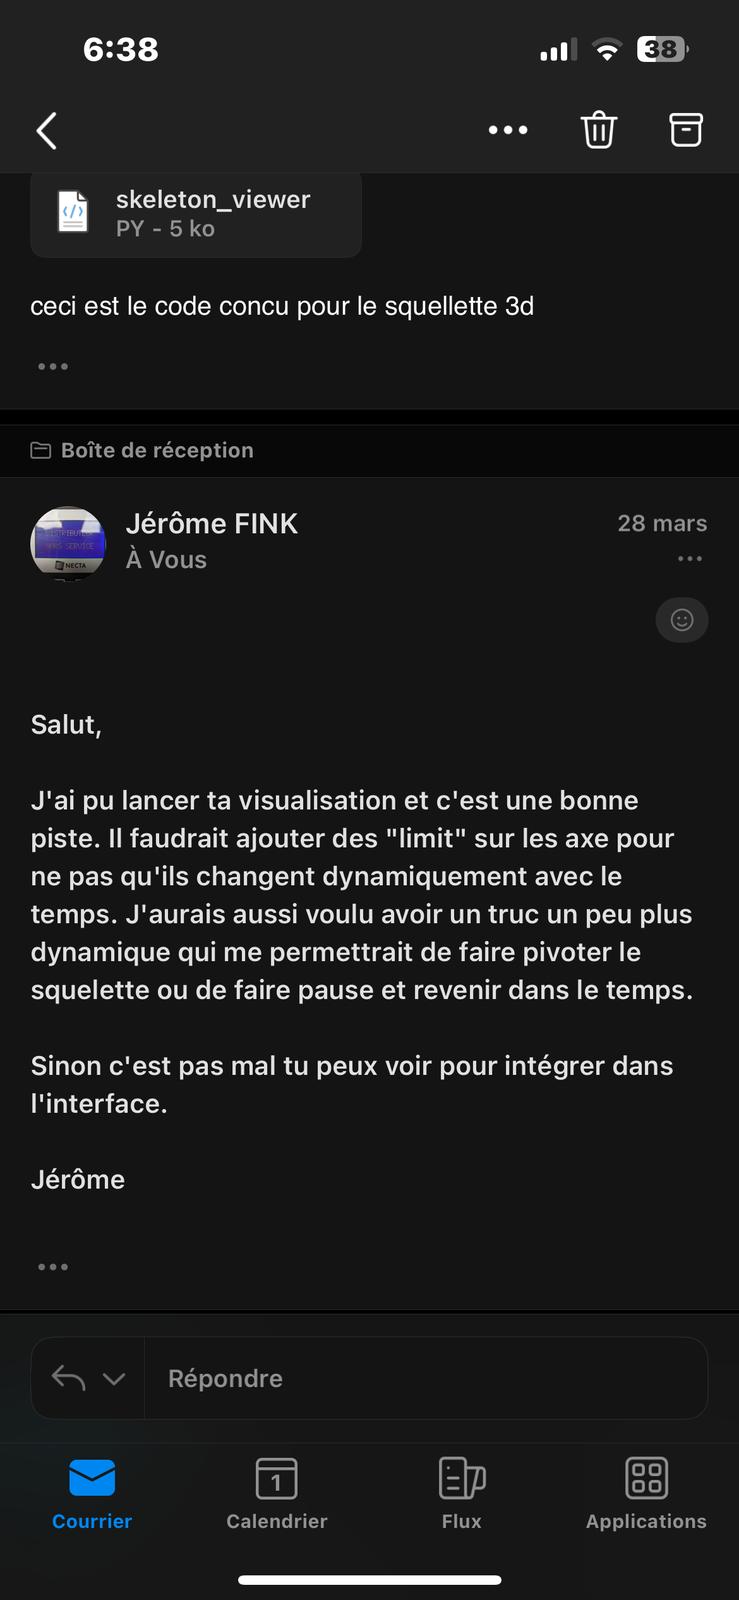 6:38
38
skeleton_viewer
PY - 5 ko
ceci est le code concu pour le squellette 3d
Boîte de réception
Jérôme FINK
28 mars
À Vous
NECTA
Salut,
J'ai pu lancer ta visualisation et c'est une bonne
piste. Il faudrait ajouter des "limit" sur les axe pour
ne pas qu'ils changent dynamiquement avec le
temps. J'aurais aussi voulu avoir un truc un peu plus
dynamique qui me permettrait de faire pivoter le
squelette ou de faire pause et revenir dans le temps.
Sinon c'est pas mal tu peux voir pour intégrer dans
l'interface.
Jérôme
Répondre
1
Courrier
Calendrier
Flux
Applications